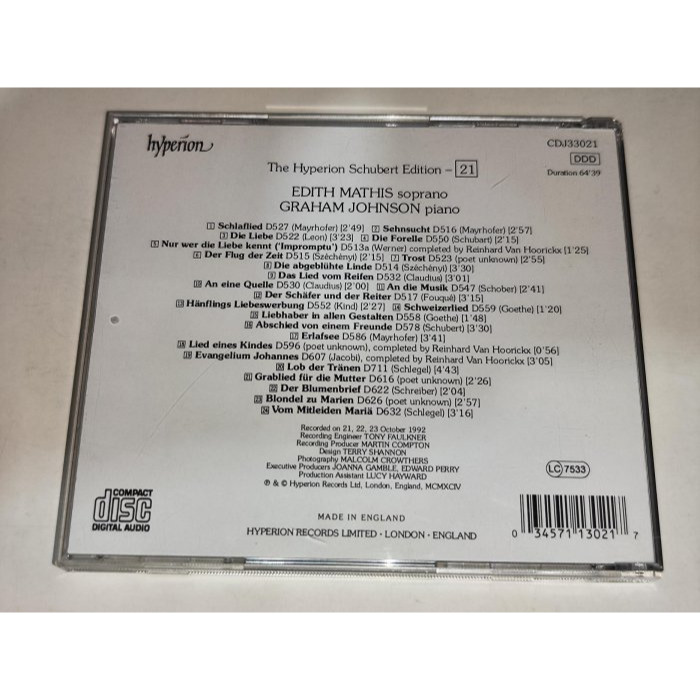 hyperion
CDJ33021
DDD
Duration 64'39
The Hyperion Schubert Edition – 21
EDITH MATHIS soprano
GRAHAM JOHNSON piano
1 Schlaflied D527 (Mayrhofer) [2'49] 2 Sehnsucht D516 (Mayrhofer) [2'57]
3 Die Liebe D522 (Leon) [3'23] 4 Die Forelle D550 (Schubart) [2'15]
5 Nur wer die Liebe kennt ('Impromptu') D513a (Werner) completed by Reinhard Van Hoorickx [1'25]
6 Der Flug der Zeit D515 (Széchényi) [2'15] 7 Trost D523 (poet unknown) [2'55]
8 Die abgeblühte Linde D514 (Széchényi) [3'30]
9 Das Lied vom Reifen D532 (Claudius) [3'01]
10 An eine Quelle D530 (Claudius) [2'00] 11 An die Musik D547 (Schober) [2'41]
12 Der Schäfer und der Reiter D517 (Fouqué) [3'15]
13 Hänflings Liebeswerbung D552 (Kind) [2'27] 14 Schweizerlied D559 (Goethe) [1'20]
15 Liebhaber in allen Gestalten D558 (Goethe) [1'48]
16 Abschied von einem Freunde D578 (Schubert) [3'30]
17 Erlafsee D586 (Mayrhofer) [3'41]
18 Lied eines Kindes D596 (poet unknown), completed by Reinhard Van Hoorickx [0'56]
19 Evangelium Johannes D607 (Jacobi), completed by Reinhard Van Hoorickx [3'05]
20 Lob der Tränen D711 (Schlegel) [4'43]
21 Grablied für die Mutter D616 (poet unknown) [2'26]
22 Der Blumenbrief D622 (Schreiber) [2'04]
23 Blondel zu Marien D626 (poet unknown) [2'57]
24 Vom Mitleiden Mariä D632 (Schlegel) [3'16]
Recorded on 21, 22, 23 October 1992
Recording Engineer TONY FAULKNER
Recording Producer MARTIN COMPTON
Design TERRY SHANNON
Photography MALCOLM CROWTHERS
Executive Producers JOANNA GAMBLE, EDWARD PERRY
Production Assistant LUCY HAYWARD
℗ & © Hyperion Records Ltd, London, England, MCMXCIV
LC 7533
COMPACT
disc
DIGITAL AUDIO
MADE IN ENGLAND
HYPERION RECORDS LIMITED · LONDON · ENGLAND
0 34571 13021 7